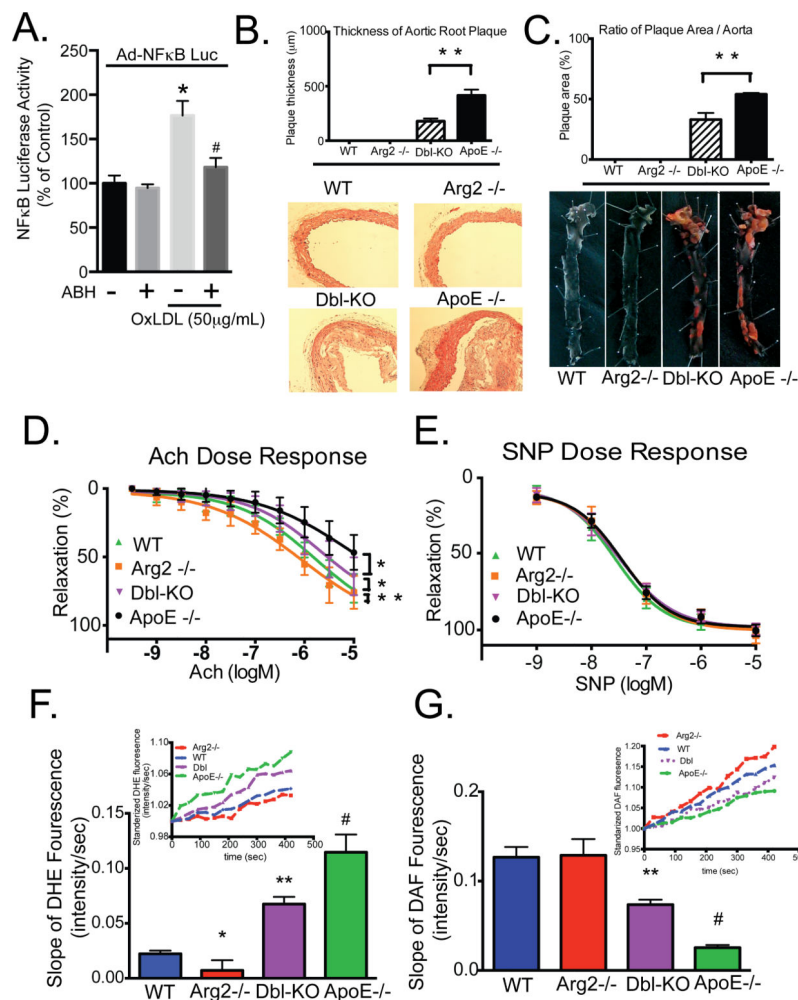 A.
Ad-NFκB Luc
NFκB Luciferase Activity
(% of Control)
250
200
150
100
50
0
*
#
ABH
- + - +
OxLDL (50μg/mL)
B.
Thickness of Aortic Root Plaque
Plaque thickness (μm)
1000
500
0
* *
WT Arg2 -/- Dbl-KO ApoE -/-
WT Arg2 -/-
Dbl-KO ApoE -/-
C.
Ratio of Plaque Area / Aorta
Plaque area (%)
100
50
0
* *
WT Arg2 -/- Dbl-KO ApoE -/-
WT Arg2-/- Dbl-KO ApoE -/-
D.
Ach Dose Response
Relaxation (%)
0
50
100
WT
Arg2 -/-
Dbl-KO
ApoE -/-
*
*
* *
-9 -8 -7 -6 -5
Ach (logM)
E.
SNP Dose Response
Relaxation (%)
0
50
100
WT
Arg2-/-
Dbl-KO
ApoE-/-
-9 -8 -7 -6 -5
SNP (logM)
F.
Slope of DHE Fourescence
(intensity/sec)
0.15
0.10
0.05
0.00
Standerized DHE fluorescence
(intensity/sec)
1.10
1.06
1.02
0.98
0 100 200 300 400 500
time (sec)
Arg2-/-
WT
Dbl
ApoE-/-
*
**
#
WT Arg2-/- Dbl-KO ApoE-/-
G.
Slope of DAF Fourescence
(intensity/sec)
0.2
0.1
0.0
Arg2-/-
WT
Dbl
ApoE-/-
Standarized DAF fluoresence
1.20
1.15
1.10
1.05
1.00
0.95
0 100 200 300 400 500
time (sec)
**
#
WT Arg2-/- Dbl-KO ApoE-/-